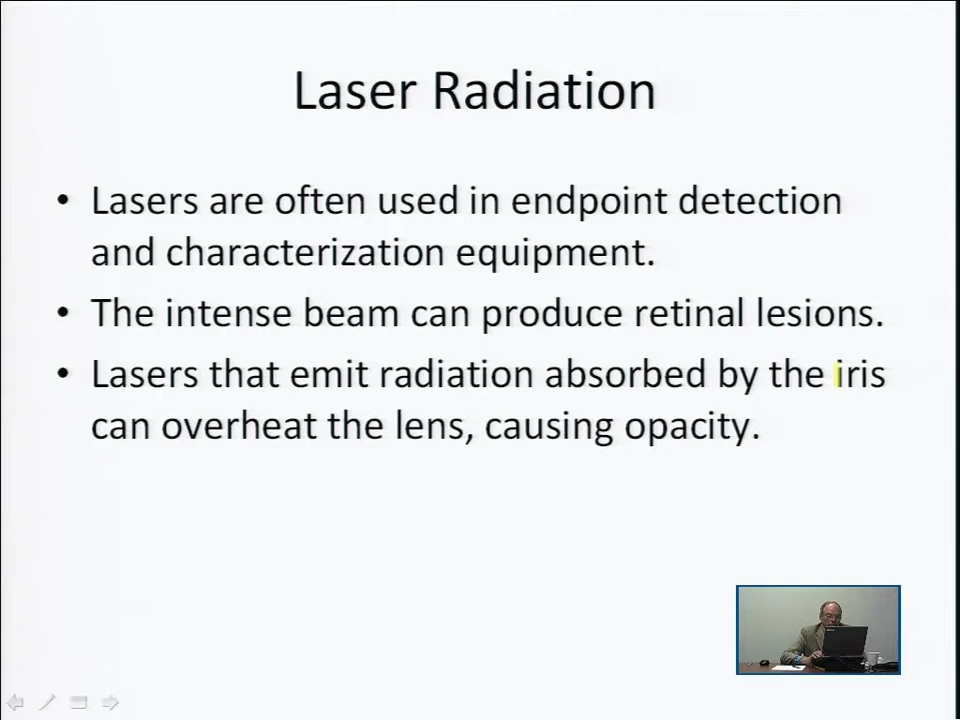 Laser Radiation
• Lasers are often used in endpoint detection
and characterization equipment.
• The intense beam can produce retinal lesions.
• Lasers that emit radiation absorbed by the iris
can overheat the lens, causing opacity.